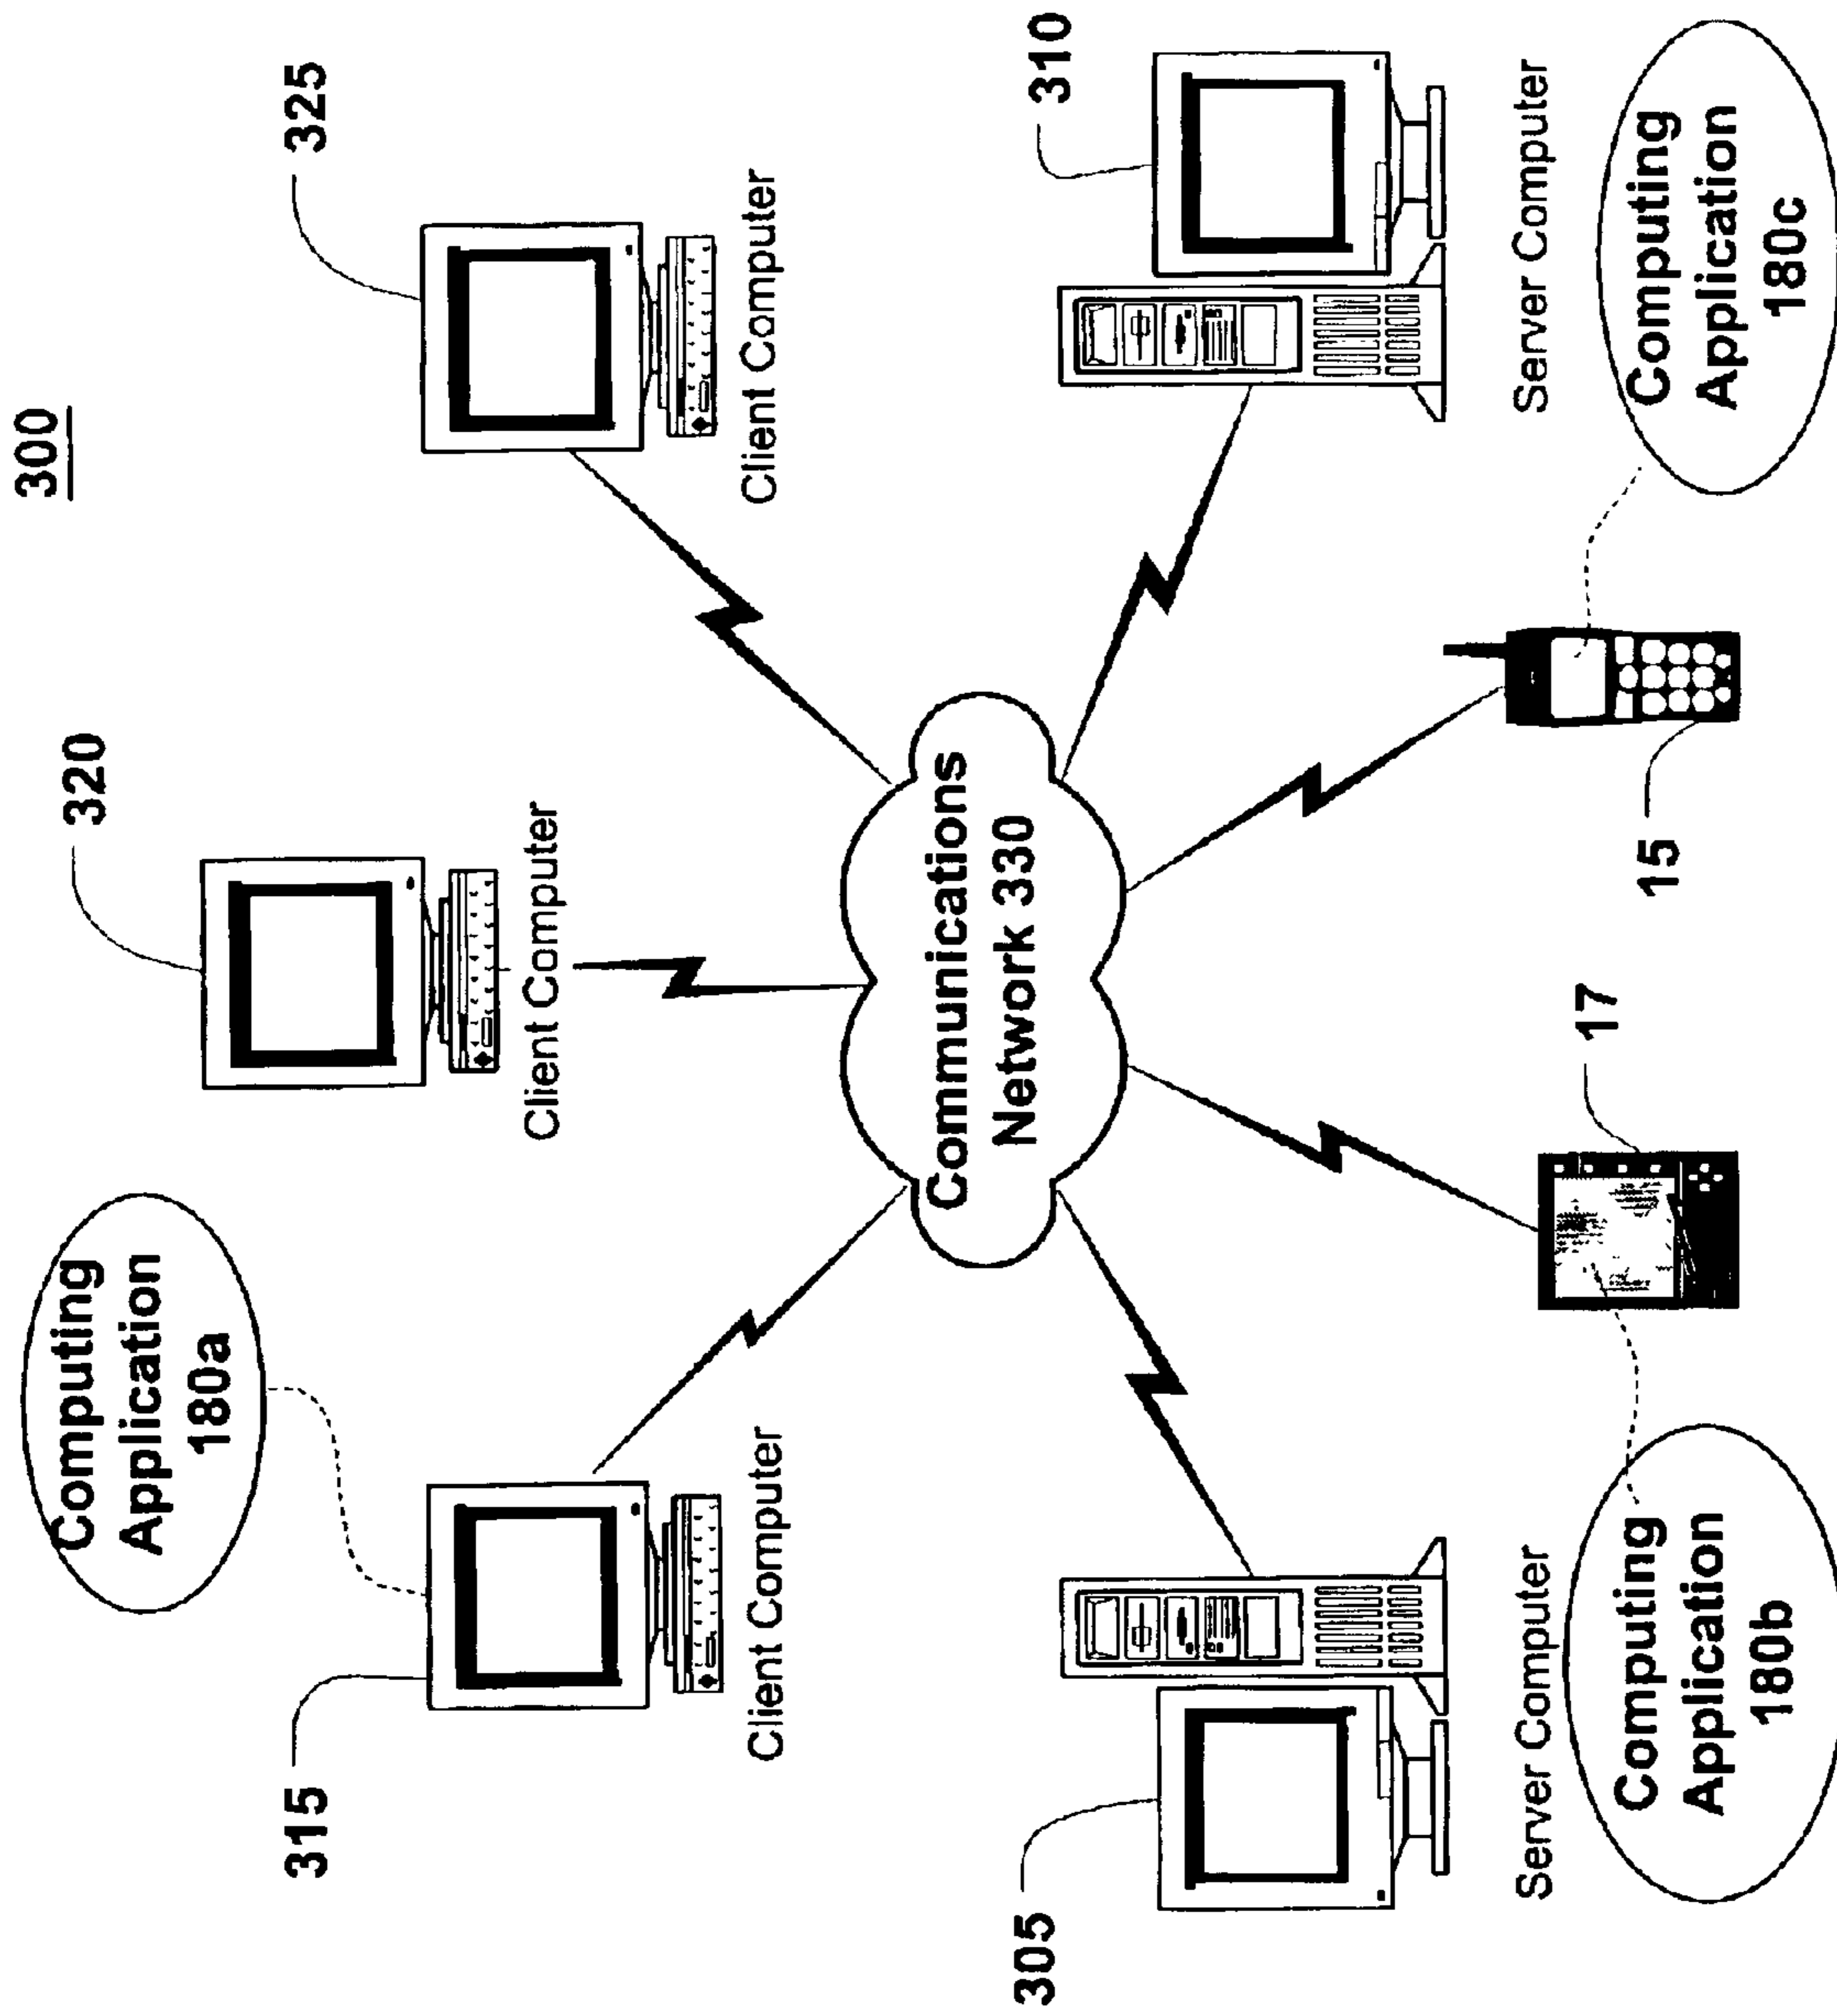 300
Computing
Application
180a
320
315
325
Client Computer
Client Computer
Client Computer
Communications
Network 330
305
310
Server Computer
17
15
Server Computer
Computing
Application
180b
Computing
Application
180c